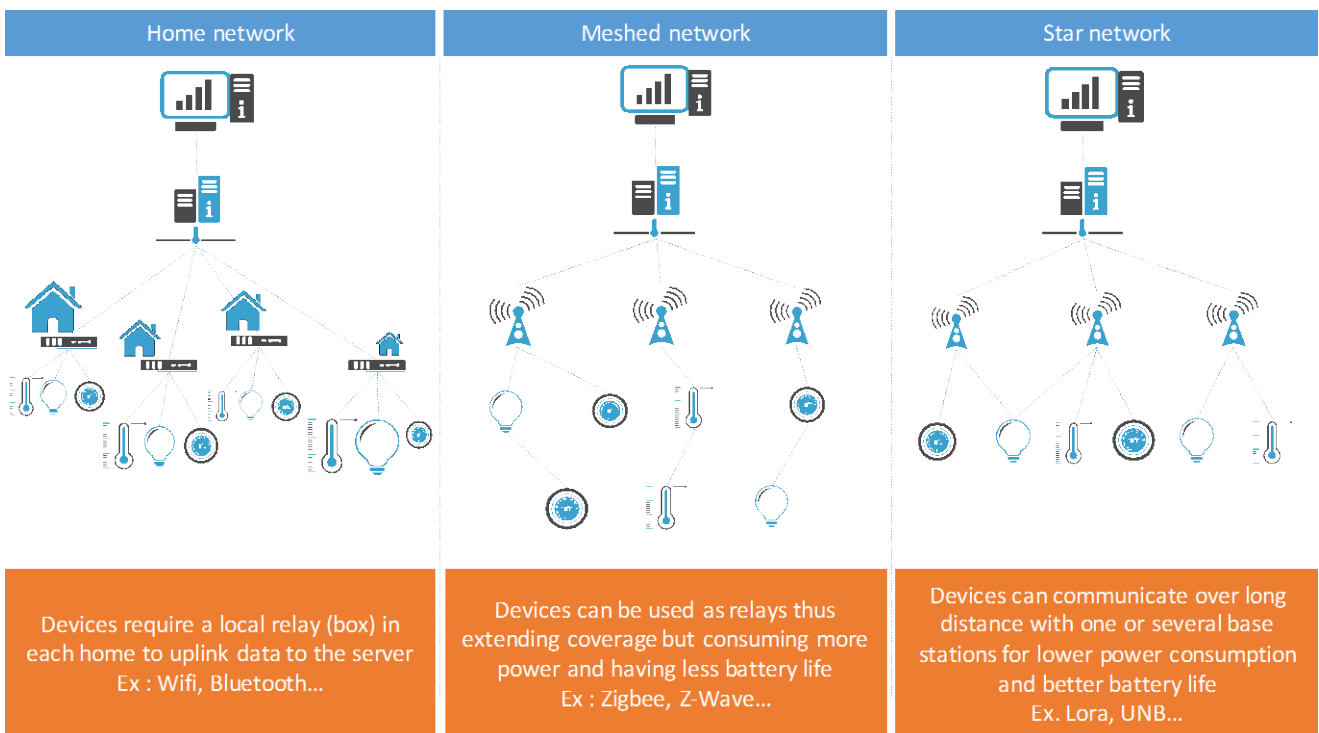 Home network
Meshed network
Star network
i
i
i
i
i
i
Devices require a local relay (box) in
each home to uplink data to the server
Ex : Wifi, Bluetooth...
Devices can be used as relays thus
extending coverage but consuming more
power and having less battery life
Ex : Zigbee, Z-Wave...
Devices can communicate over long
distance with one or several base
stations for lower power consumption
and better battery life
Ex. Lora, UNB...